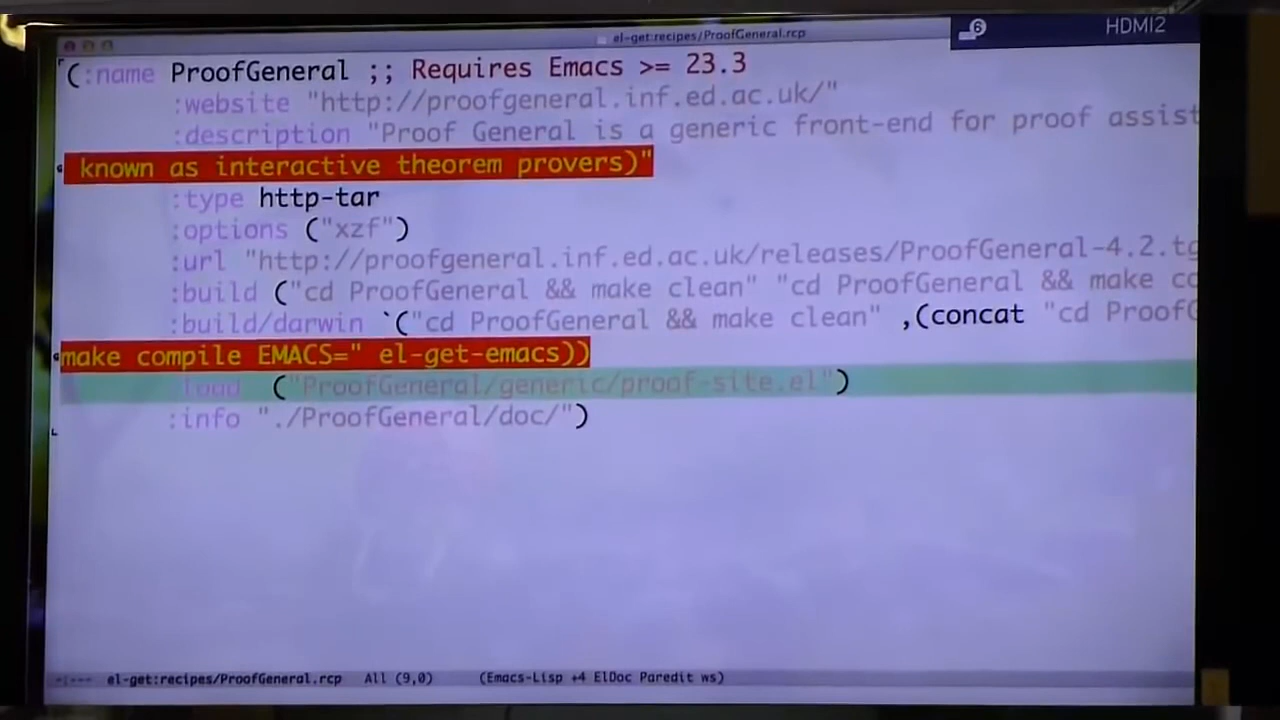 6 HDMI2
el-get:recipes/ProofGeneral.rcp
(:name ProofGeneral ;; Requires Emacs >= 23.3
:website "http://proofgeneral.inf.ed.ac.uk/"
:description "Proof General is a generic front-end for proof assist
known as interactive theorem provers)"
:type http-tar
:options ("xzf")
:url "http://proofgeneral.inf.ed.ac.uk/releases/ProofGeneral-4.2.tg
:build ("cd ProofGeneral && make clean" "cd ProofGeneral && make co
:build/darwin `("cd ProofGeneral && make clean" ,(concat "cd ProofG
make compile EMACS=" el-get-emacs))
:load ("ProofGeneral/generic/proof-site.el")
:info "./ProofGeneral/doc/")
-:--- el-get:recipes/ProofGeneral.rcp All (9,0) (Emacs-Lisp +4 ElDoc Paredit ws)